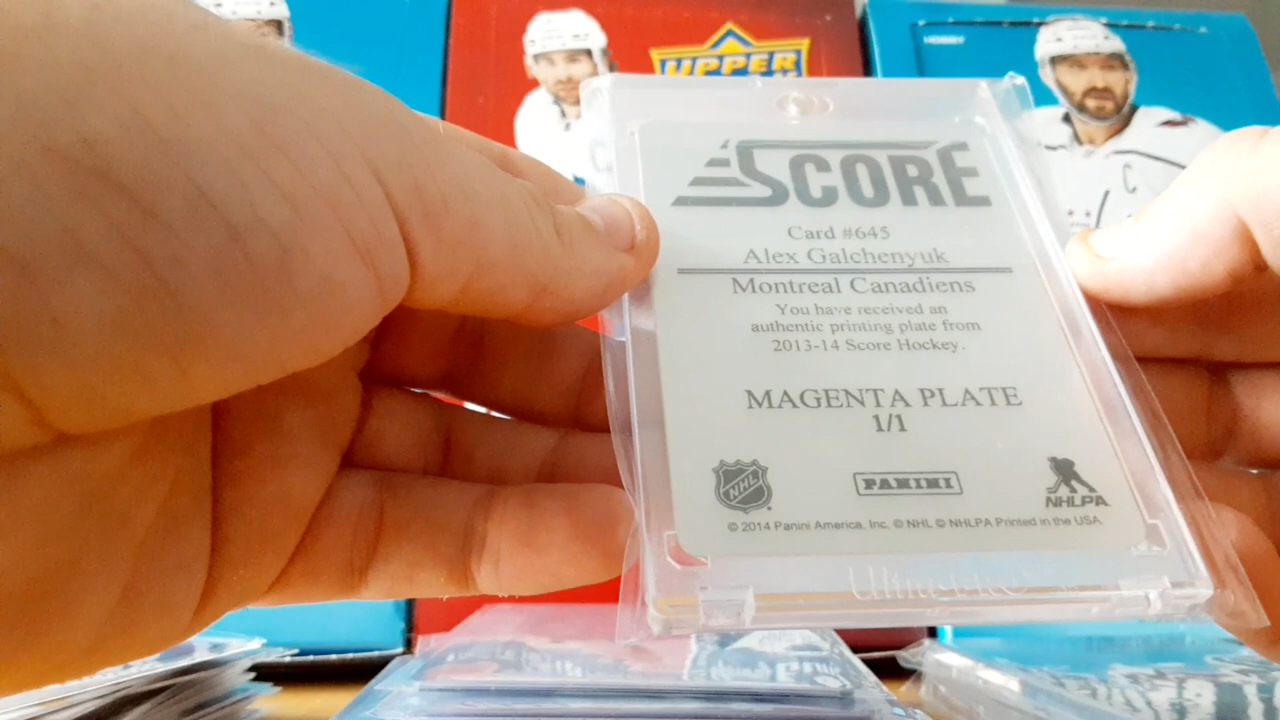 HOBBY
UPPER
SCORE
Card #645
Alex Galchenyuk
Montreal Canadiens
You have received an
authentic printing plate from
2013-14 Score Hockey.
MAGENTA PLATE
1/1
NHL
PANINI
NHLPA
© 2014 Panini America, Inc. © NHL © NHLPA Printed in the USA.
C